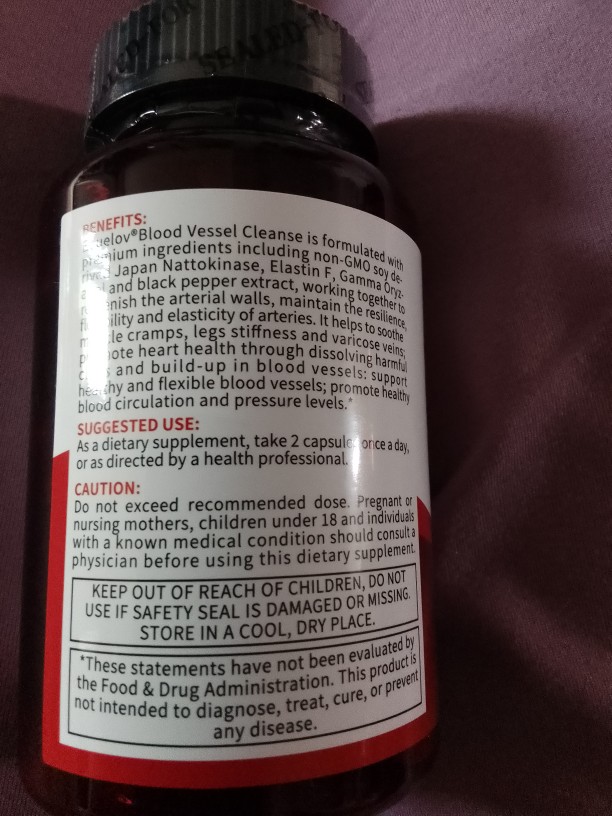 SEALED-FOR
BENEFITS:
®Blood Vessel Cleanse is formulated with
premium ingredients including non-GMO soy de-
rived Japan Nattokinase, Elastin F, Gamma Oryz-
and black pepper extract, working together to
replenish the arterial walls, maintain the resilience,
flexibility and elasticity of arteries. It helps to soothe
muscle cramps, legs stiffness and varicose veins;
promote heart health through dissolving harmful
and build-up in blood vessels: support
healthy and flexible blood vessels; promote healthy
blood circulation and pressure levels.*
SUGGESTED USE:
As a dietary supplement, take 2 capsules once a day,
or as directed by a health professional.
CAUTION:
Do not exceed recommended dose. Pregnant or
nursing mothers, children under 18 and individuals
with a known medical condition should consult a
physician before using this dietary supplement.
KEEP OUT OF REACH OF CHILDREN, DO NOT
USE IF SAFETY SEAL IS DAMAGED OR MISSING.
STORE IN A COOL, DRY PLACE.
*These statements have not been evaluated by
the Food & Drug Administration. This product is
not intended to diagnose, treat, cure, or prevent
any disease.